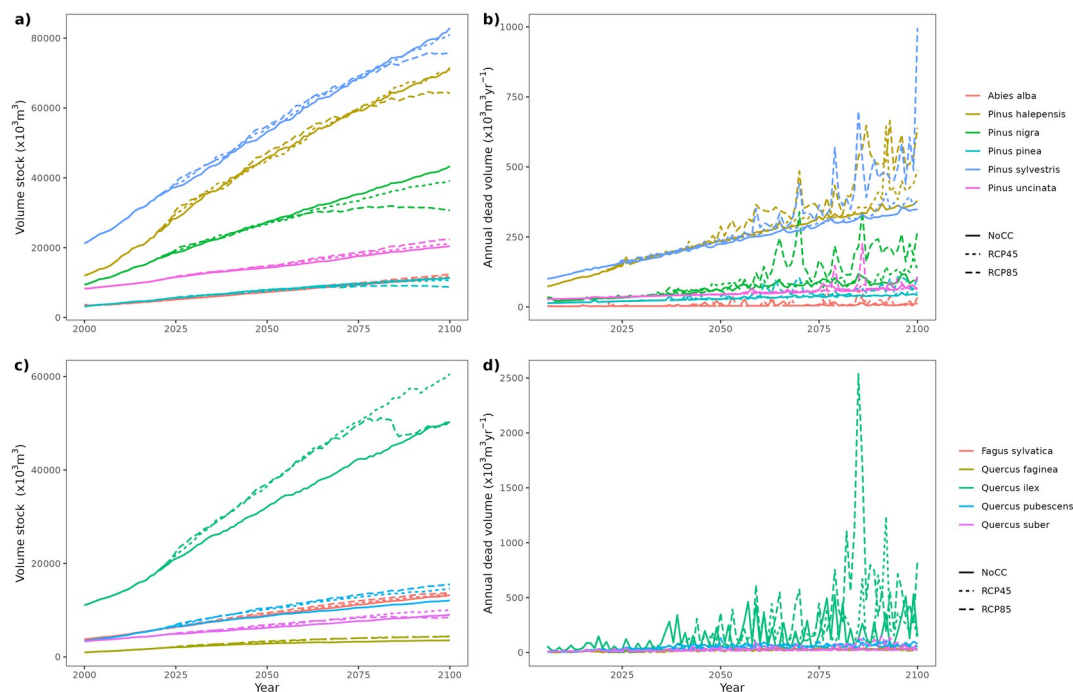 a)
Volume stock (x10³m³)
80000
60000
40000
20000
0
2000
2025
2050
2075
2100
b)
Annual dead volume (x10³m³yr⁻¹)
1000
750
500
250
0
2025
2050
2075
2100
Abies alba
Pinus halepensis
Pinus nigra
Pinus pinea
Pinus sylvestris
Pinus uncinata
NoCC
RCP45
RCP85
c)
Volume stock (x10³m³)
60000
40000
20000
0
2000
2025
2050
2075
2100
Year
d)
Annual dead volume (x10³m³yr⁻¹)
2500
2000
1500
1000
500
0
2025
2050
2075
2100
Year
Fagus sylvatica
Quercus faginea
Quercus ilex
Quercus pubescens
Quercus suber
NoCC
RCP45
RCP85